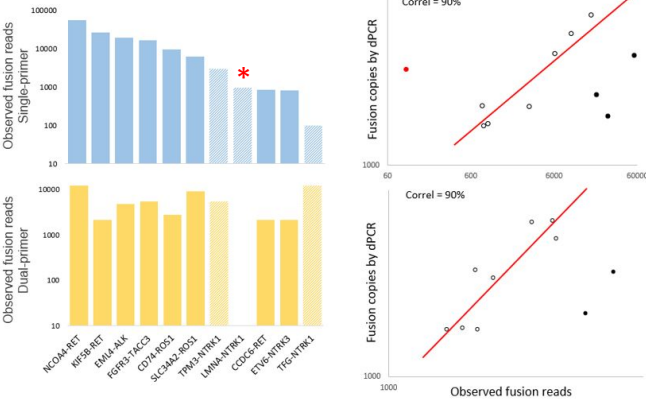 Observed fusion reads
Single-primer
100000
10000
1000
100
10
*
Observed fusion reads
Dual-primer
10000
1000
100
10
NCOA4-RET
KIF5B-RET
EML4-ALK
FGFR3-TACC3
CD74-ROS1
SLC34A2-ROS1
TPM3-NTRK1
LMNA-NTRK1
CCDC6-RET
ETV6-NTRK3
TFG-NTRK1
Correl = 90%
Fusion copies by dPCR
1000
60
600
6000
60000
Correl = 90%
Fusion copies by dPCR
1000
1000
Observed fusion reads